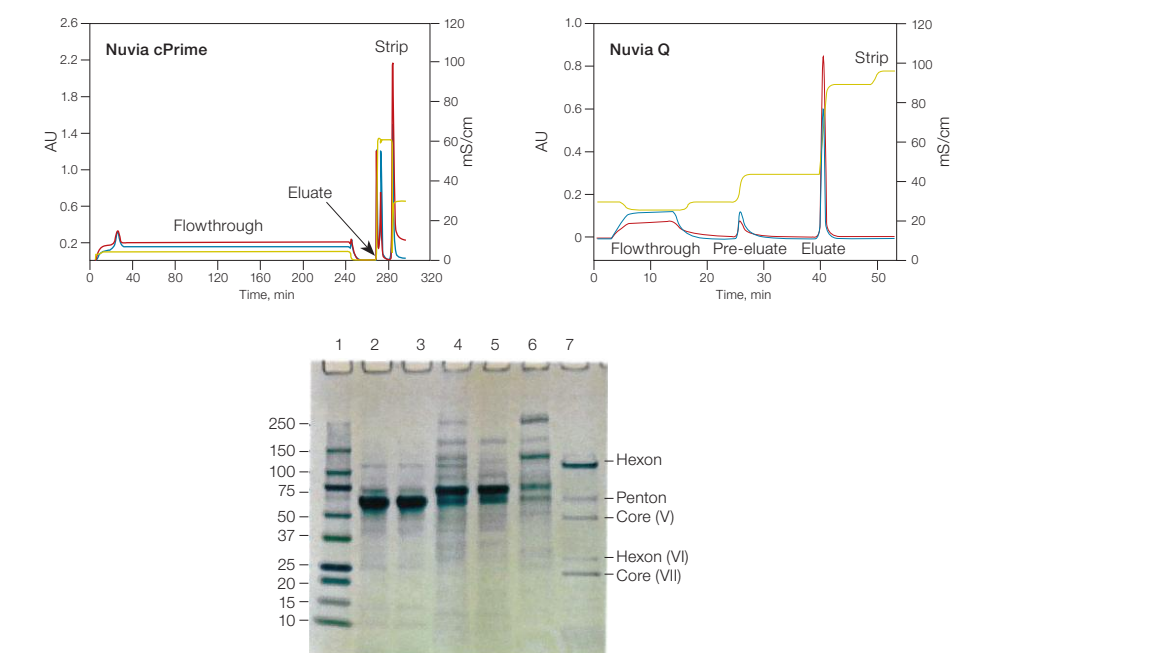 Nuvia cPrime
Strip
Eluate
Flowthrough
AU
2.6
2.2
1.8
1.4
1.0
0.6
0.2
120
100
80
60
40
20
0
mS/cm
0 40 80 120 160 200 240 280 320
Time, min
Nuvia Q
Strip
AU
1.0
0.8
0.6
0.4
0.2
0
120
100
80
60
40
20
0
mS/cm
Flowthrough Pre-eluate Eluate
0 10 20 30 40 50
Time, min
1 2 3 4 5 6 7
250
150
100
75
50
37
25
20
15
10
Hexon
Penton
Core (V)
Hexon (VI)
Core (VII)